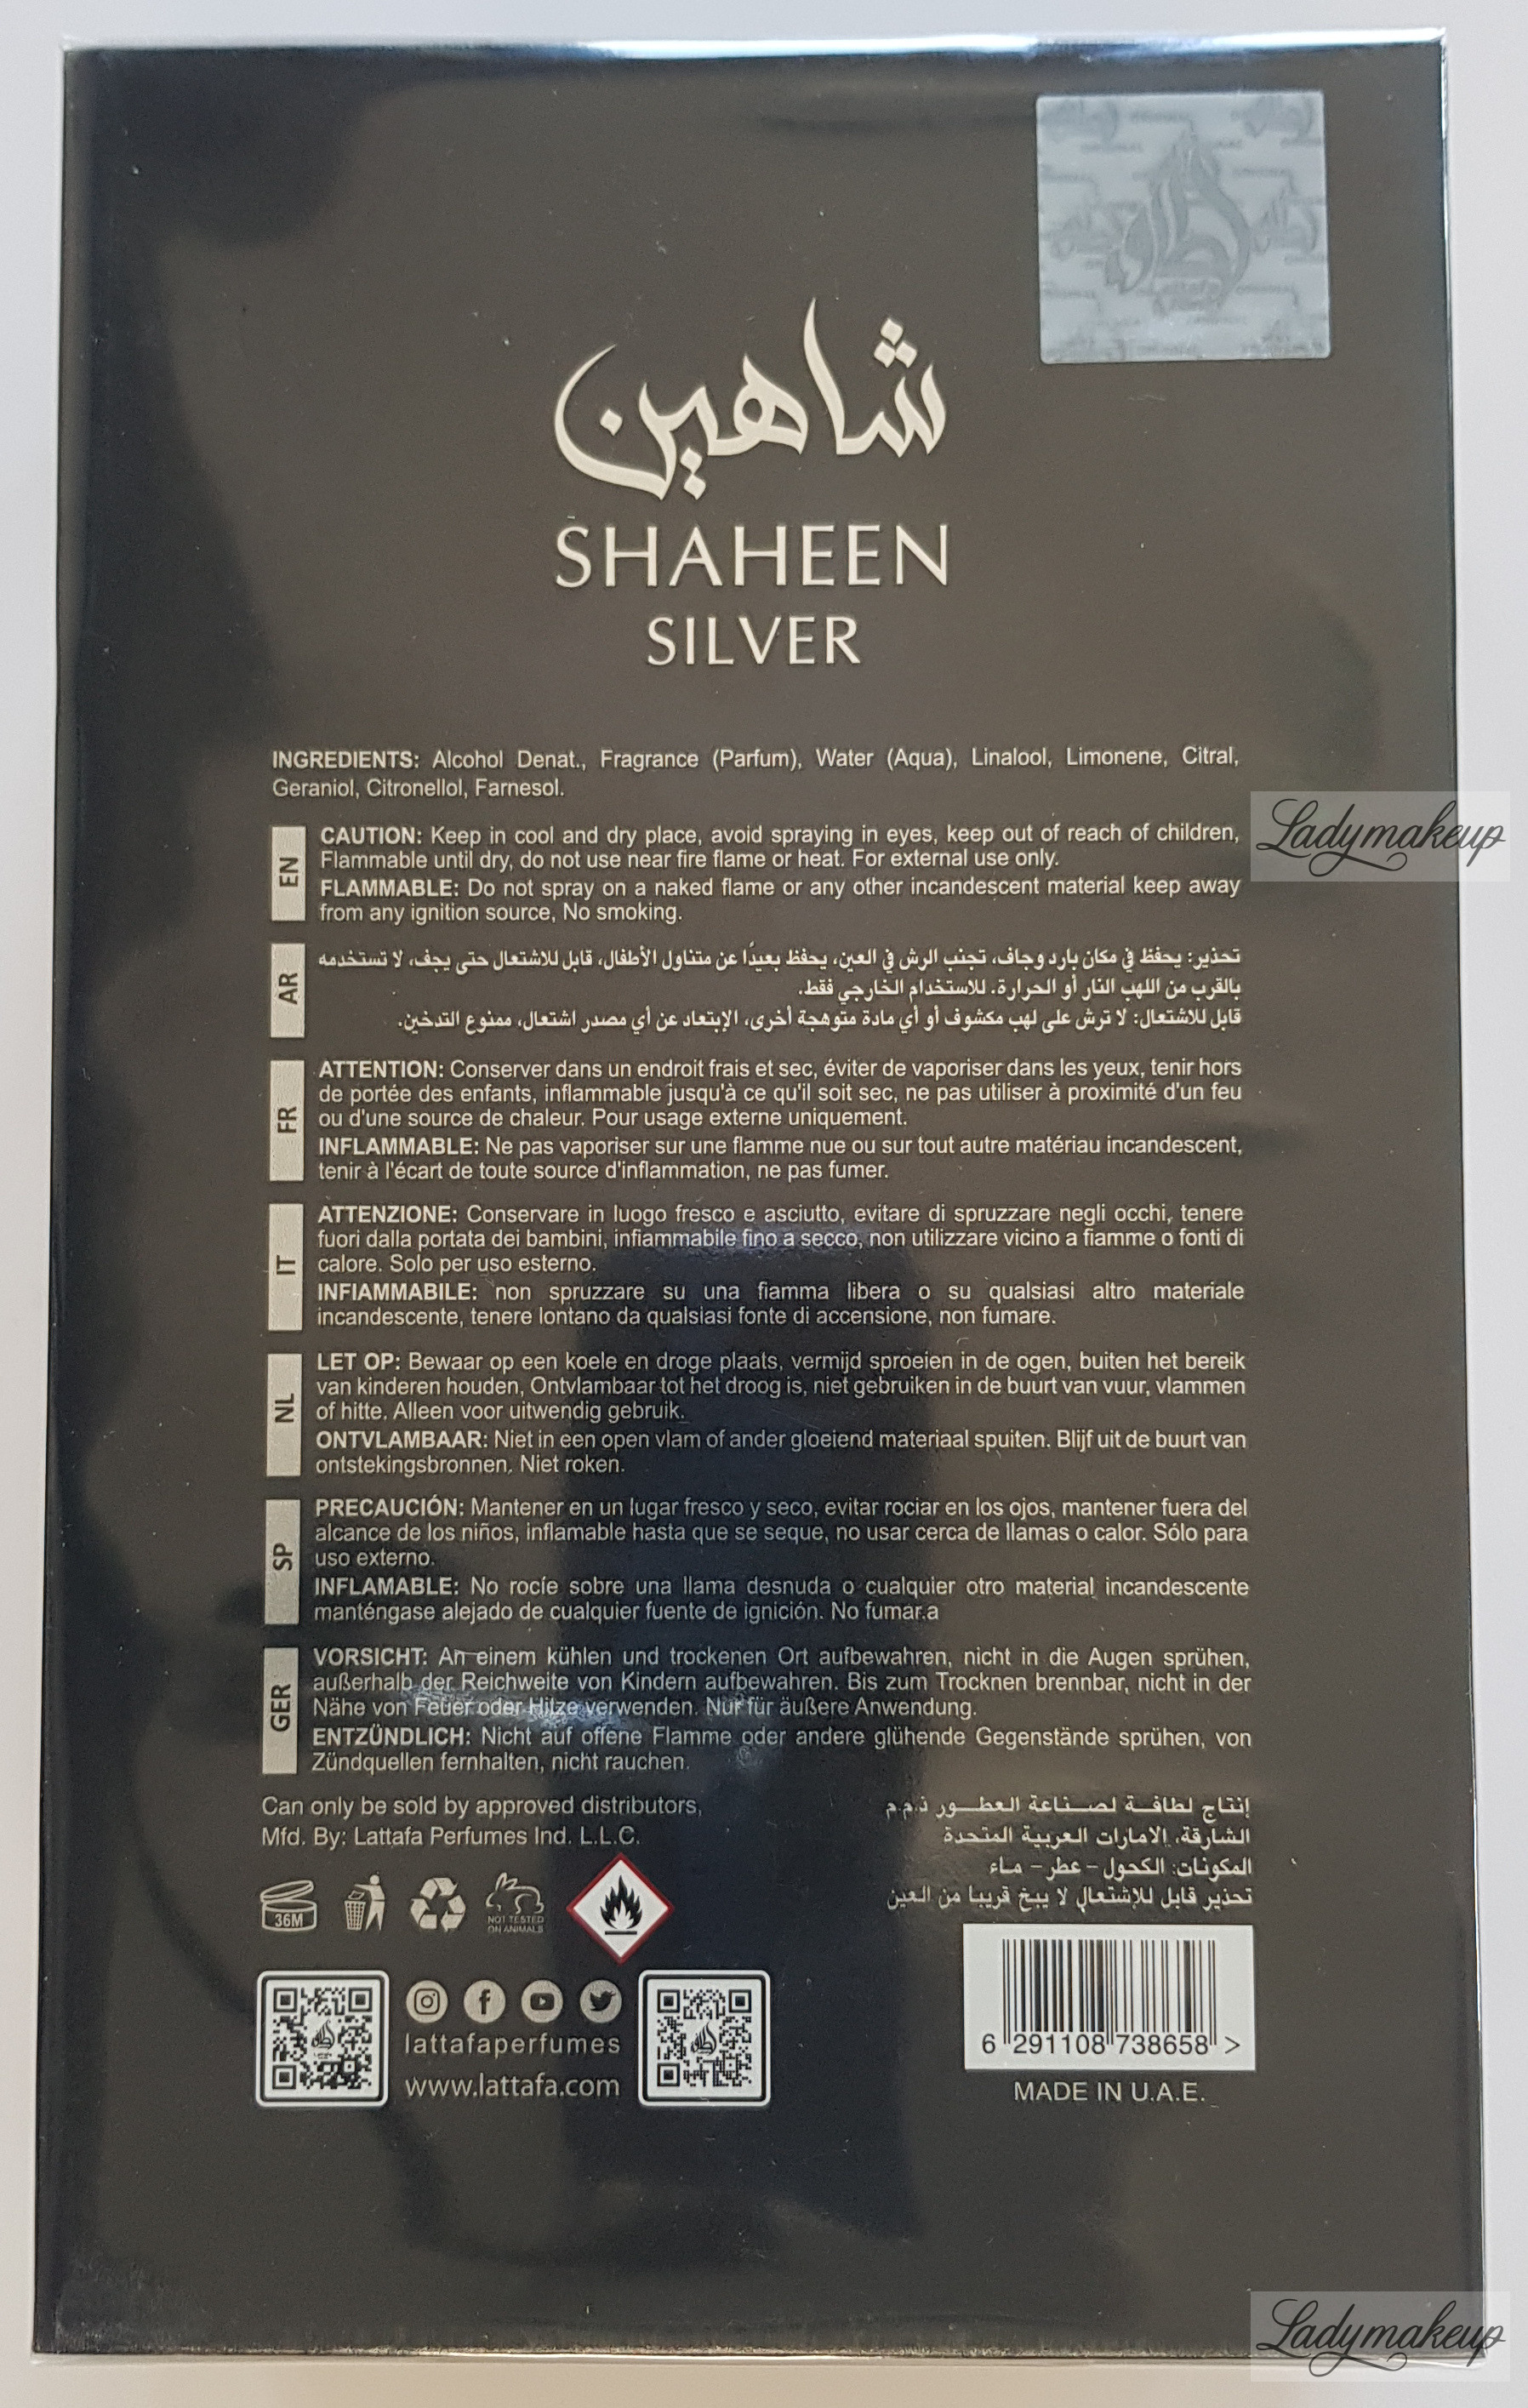 شاهين
SHAHEEN
SILVER
INGREDIENTS: Alcohol Denat., Fragrance (Parfum), Water (Aqua), Linalool, Limonene, Citral,
Geraniol, Citronellol, Farnesol.
EN
CAUTION: Keep in cool and dry place, avoid spraying in eyes, keep out of reach of children,
Flammable until dry, do not use near fire flame or heat. For external use only.
FLAMMABLE: Do not spray on a naked flame or any other incandescent material keep away
from any ignition source, No smoking.
AR
تحذير: يحفظ في مكان بارد وجاف، تجنب الرش في العين، يحفظ بعيدًا عن متناول الأطفال، قابل للاشتعال حتى يجف، لا تستخدمه
بالقرب من اللهب النار أو الحرارة. للاستخدام الخارجي فقط.
قابل للاشتعال: لا ترش على لهب مكشوف أو أي مادة متوهجة أخرى، الإبتعاد عن أي مصدر اشتعال، ممنوع التدخين.
FR
ATTENTION: Conserver dans un endroit frais et sec, éviter de vaporiser dans les yeux, tenir hors
de portée des enfants, inflammable jusqu'à ce qu'il soit sec, ne pas utiliser à proximité d'un feu
ou d'une source de chaleur. Pour usage externe uniquement.
INFLAMMABLE: Ne pas vaporiser sur une flamme nue ou sur tout autre matériau incandescent,
tenir à l'écart de toute source d'inflammation, ne pas fumer.
IT
ATTENZIONE: Conservare in luogo fresco e asciutto, evitare di spruzzare negli occhi, tenere
fuori dalla portata dei bambini, infiammabile fino a secco, non utilizzare vicino a fiamme o fonti di
calore. Solo per uso esterno.
INFIAMMABILE: non spruzzare su una fiamma libera o su qualsiasi altro materiale
incandescente, tenere lontano da qualsiasi fonte di accensione, non fumare.
NL
LET OP: Bewaar op een koele en droge plaats, vermijd sproeien in de ogen, buiten het bereik
van kinderen houden, Ontvlambaar tot het droog is, niet gebruiken in de buurt van vuur, vlammen
of hitte. Alleen voor uitwendig gebruik.
ONTVLAMBAAR: Niet in een open vlam of ander gloeiend materiaal spuiten. Blijf uit de buurt van
ontstekingsbronnen. Niet roken.
SP
PRECAUCIÓN: Mantener en un lugar fresco y seco, evitar rociar en los ojos, mantener fuera del
alcance de los niños, inflamable hasta que se seque, no usar cerca de llamas o calor. Sólo para
uso externo.
INFLAMABLE: No rocíe sobre una llama desnuda o cualquier otro material incandescente
manténgase alejado de cualquier fuente de ignición. No fumar.a
GER
VORSICHT: An einem kühlen und trockenen Ort aufbewahren, nicht in die Augen sprühen,
außerhalb der Reichweite von Kindern aufbewahren. Bis zum Trocknen brennbar, nicht in der
Nähe von Feuer oder Hitze verwenden. Nur für äußere Anwendung.
ENTZÜNDLICH: Nicht auf offene Flamme oder andere glühende Gegenstände sprühen, von
Zündquellen fernhalten, nicht rauchen.
Can only be sold by approved distributors,
Mfd. By: Lattafa Perfumes Ind. L.L.C.
إنتاج لطافة لصناعة العطور ذ.م.م
الشارقة، الامارات العربية المتحدة
المكونات: الكحول - عطر - ماء
تحذير قابل للإشتعال لا يبخ قريبا من العين
36M
NOT TESTED
ON ANIMALS
lattafaperfumes
www.lattafa.com
6 291108 738658 >
MADE IN U.A.E.
Ladymakeup
Ladymakeup